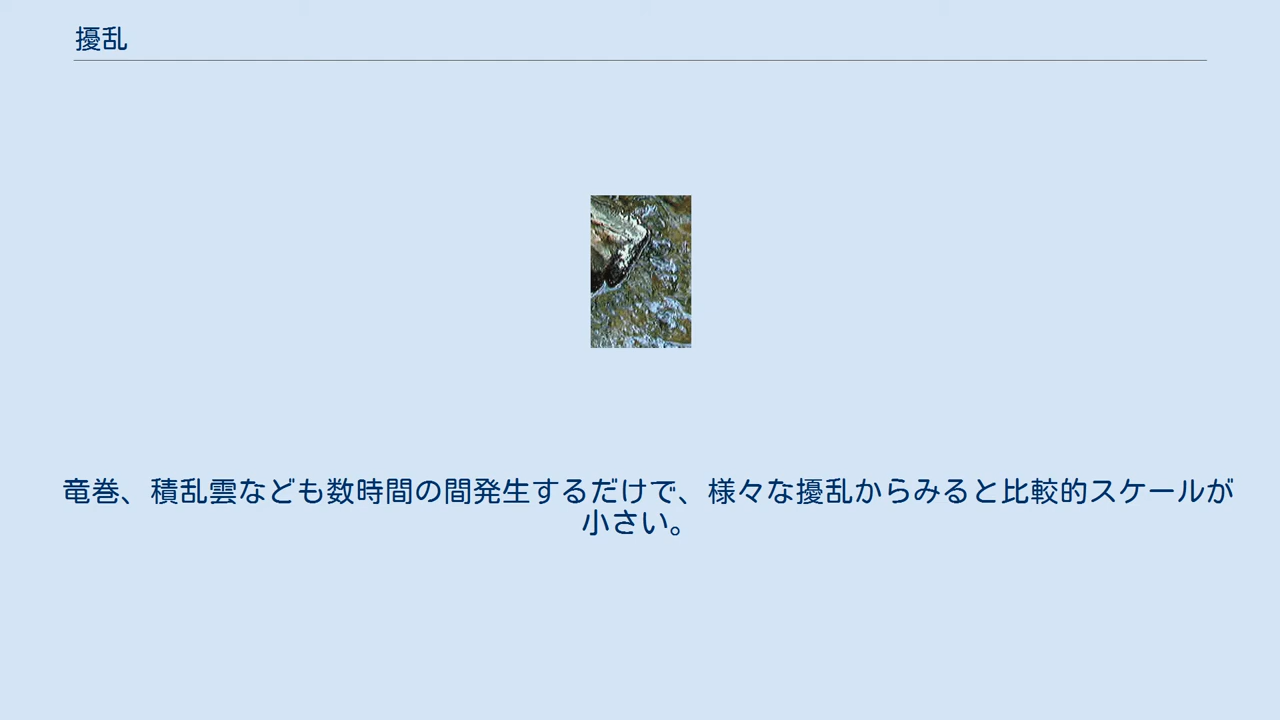 擾乱
竜巻、積乱雲なども数時間の間発生するだけで、様々な擾乱からみると比較的スケールが
小さい。